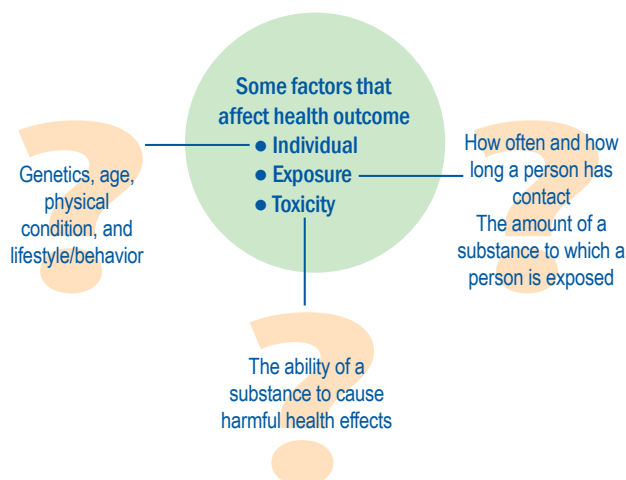 Some factors that
affect health outcome
● Individual
● Exposure
● Toxicity
Genetics, age,
physical
condition, and
lifestyle/behavior
How often and how
long a person has
contact
The amount of a
substance to which a
person is exposed
The ability of a
substance to cause
harmful health effects
?
?
?